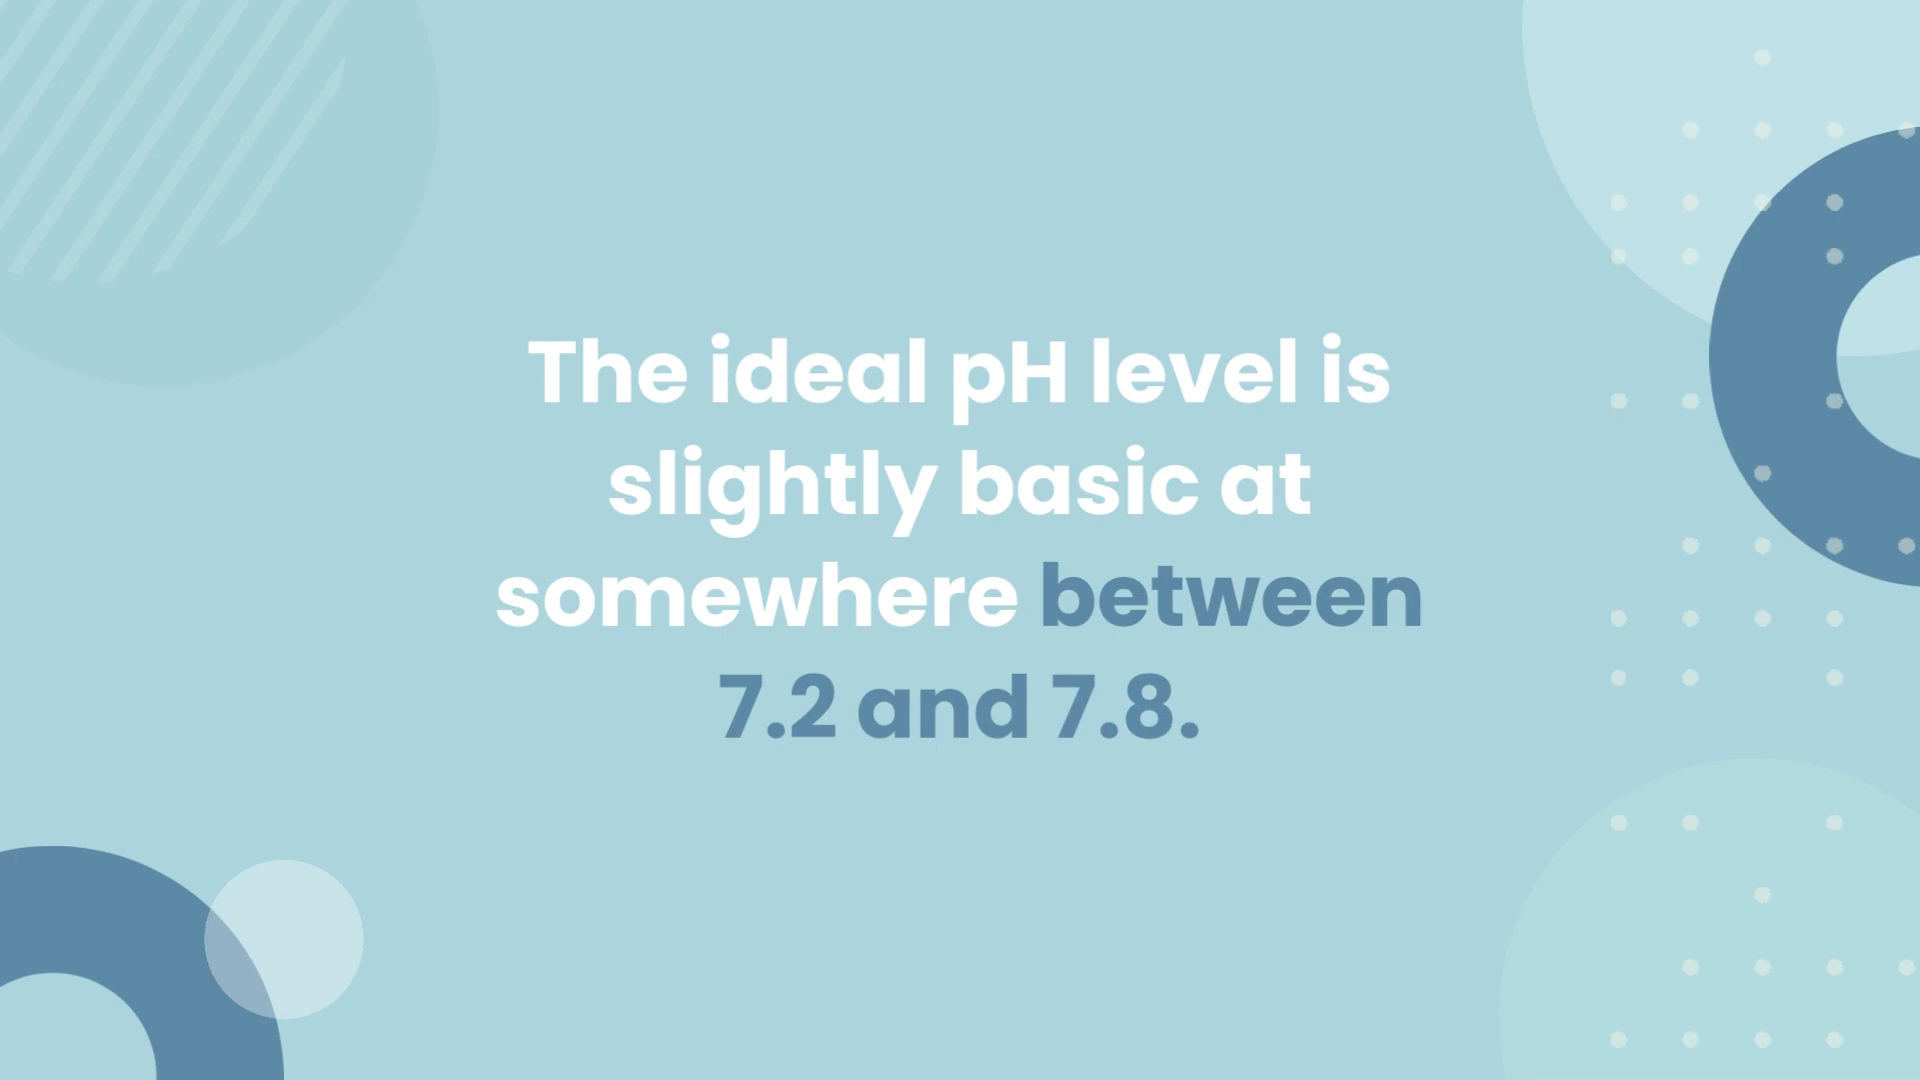 The ideal pH level is
slightly basic at
somewhere between
7.2 and 7.8.